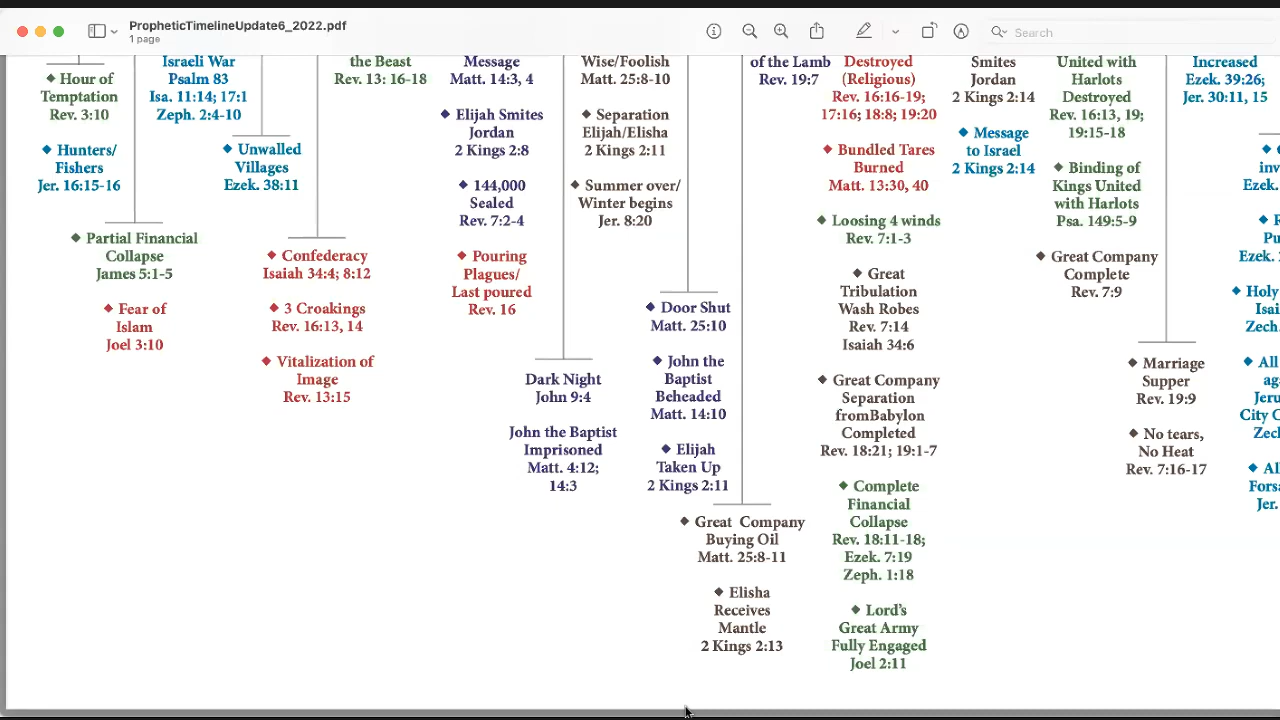 PropheticTimelineUpdate6_2022.pdf
1 page
Search
◆ Hour of
Temptation
Rev. 3:10
◆ Hunters/
Fishers
Jer. 16:15-16
Israeli War
Psalm 83
Isa. 11:14; 17:1
Zeph. 2:4-10
◆ Partial Financial
Collapse
James 5:1-5
◆ Fear of
Islam
Joel 3:10
◆ Unwalled
Villages
Ezek. 38:11
the Beast
Rev. 13: 16-18
◆ Confederacy
Isaiah 34:4; 8:12
◆ 3 Croakings
Rev. 16:13, 14
◆ Vitalization of
Image
Rev. 13:15
Message
Matt. 14:3, 4
◆ Elijah Smites
Jordan
2 Kings 2:8
◆ 144,000
Sealed
Rev. 7:2-4
◆ Pouring
Plagues/
Last poured
Rev. 16
Dark Night
John 9:4
John the Baptist
Imprisoned
Matt. 4:12;
14:3
Wise/Foolish
Matt. 25:8-10
◆ Separation
Elijah/Elisha
2 Kings 2:11
◆ Summer over/
Winter begins
Jer. 8:20
◆ Door Shut
Matt. 25:10
◆ John the
Baptist
Beheaded
Matt. 14:10
◆ Elijah
Taken Up
2 Kings 2:11
◆ Great Company
Buying Oil
Matt. 25:8-11
◆ Elisha
Receives
Mantle
2 Kings 2:13
of the Lamb
Rev. 19:7
Destroyed
(Religious)
Rev. 16:16-19;
17:16; 18:8; 19:20
◆ Bundled Tares
Burned
Matt. 13:30, 40
◆ Loosing 4 winds
Rev. 7:1-3
◆ Great
Tribulation
Wash Robes
Rev. 7:14
Isaiah 34:6
◆ Great Company
Separation
fromBabylon
Completed
Rev. 18:21; 19:1-7
◆ Complete
Financial
Collapse
Rev. 18:11-18;
Ezek. 7:19
Zeph. 1:18
◆ Lord's
Great Army
Fully Engaged
Joel 2:11
Smites
Jordan
2 Kings 2:14
◆ Message
to Israel
2 Kings 2:14
United with
Harlots
Destroyed
Rev. 16:13, 19;
19:15-18
◆ Binding of
Kings United
with Harlots
Psa. 149:5-9
◆ Great Company
Complete
Rev. 7:9
◆ Marriage
Supper
Rev. 19:9
◆ No tears,
No Heat
Rev. 7:16-17
Increased
Ezek. 39:26;
Jer. 30:11, 15
inv
Ezek.
Pu
Ezek.
◆ Holy
Isai
Zech.
◆ All
ag
Jeru
City C
Zec
◆ All
Forsa
Jer.